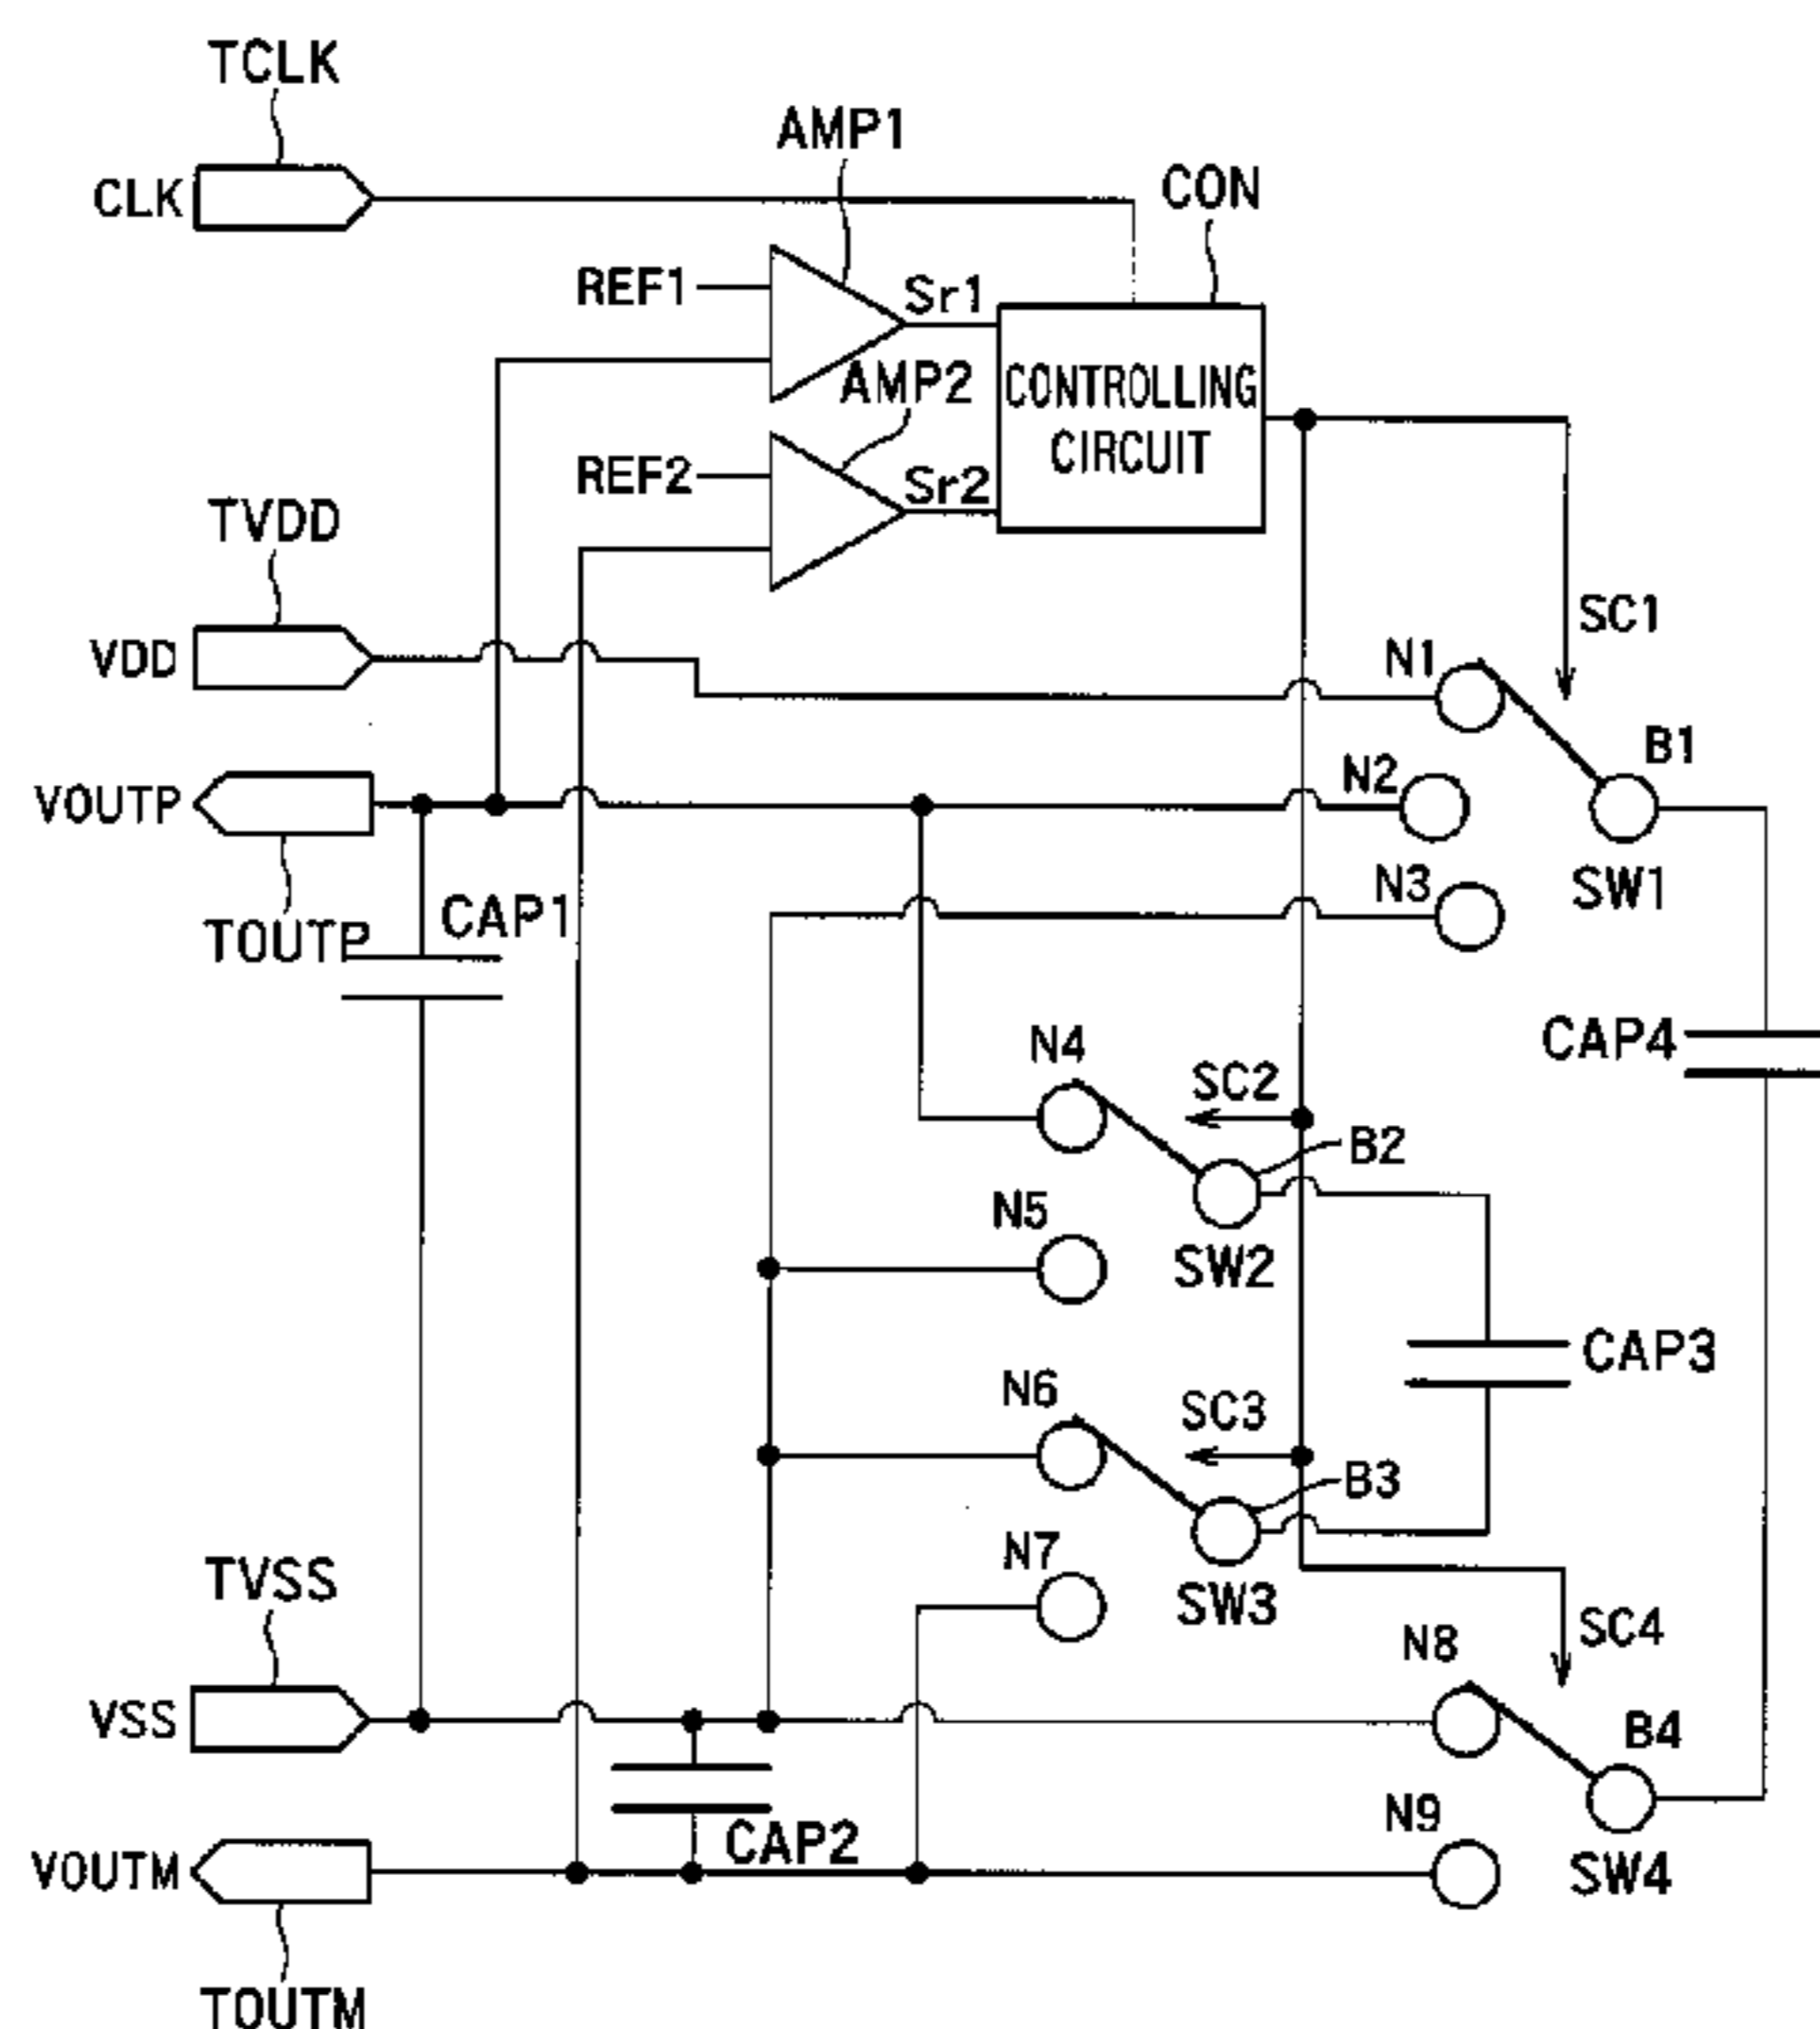 TCLK
AMP1
CON
CLK
REF1
Sr1
AMP2
CONTROLLING
CIRCUIT
REF2
Sr2
TVDD
SC1
VDD
N1
B1
N2
VOUTP
SW1
N3
CAP1
TOUTP
CAP4
N4
SC2
B2
N5
SW2
CAP3
N6
SC3
B3
N7
TVSS
SW3
SC4
N8
VSS
B4
N9
CAP2
VOUTM
SW4
TOUTM